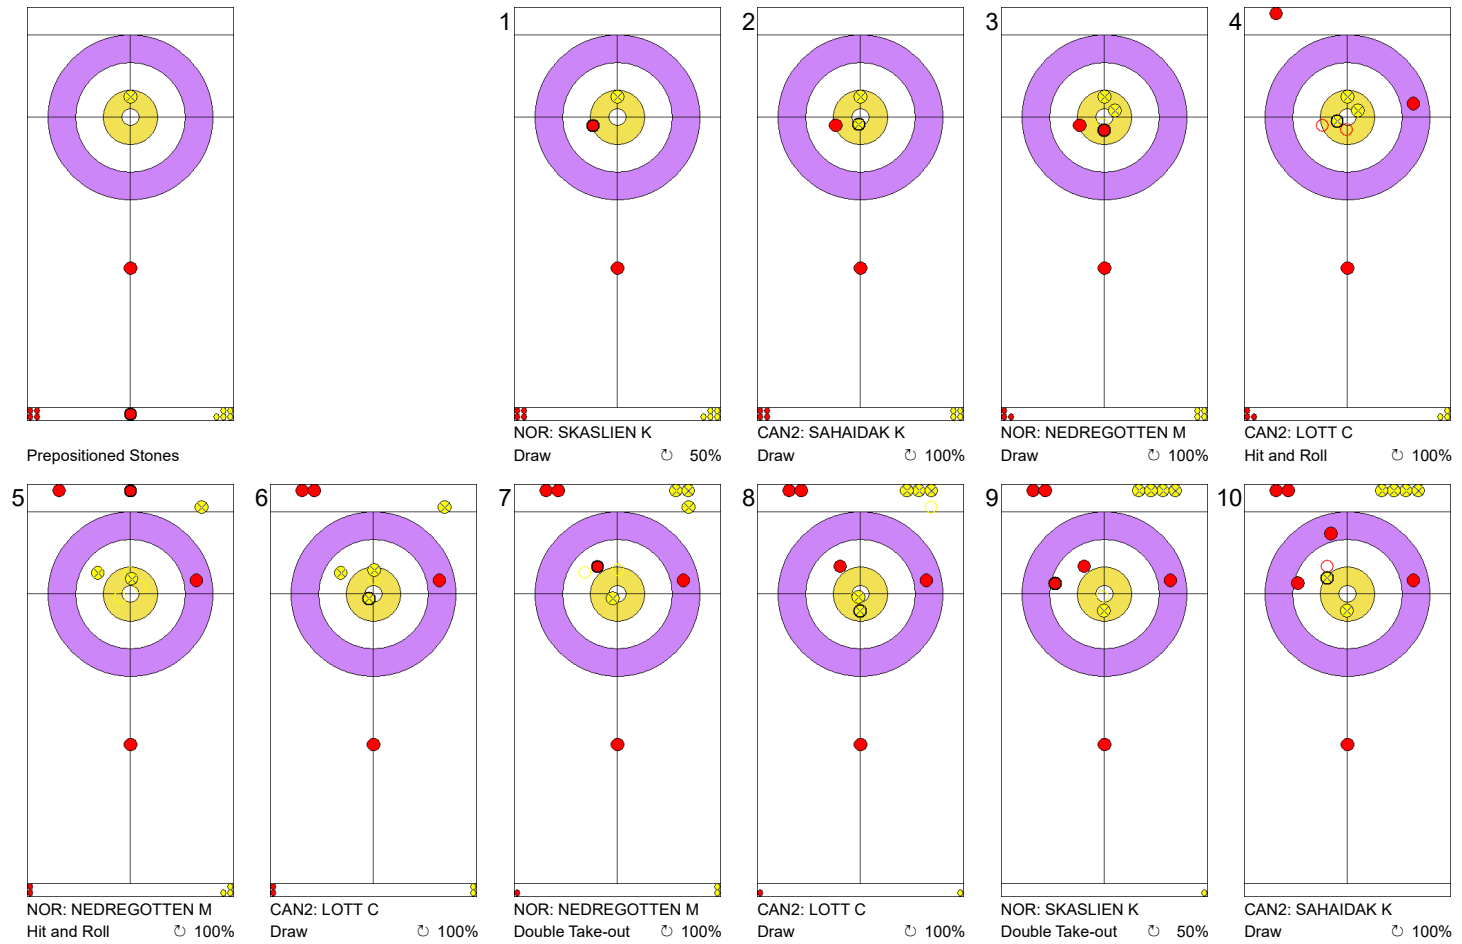 Prepositioned Stones
1
NOR: SKASLIEN K
Draw ↻ 50%
2
CAN2: SAHAIDAK K
Draw ↻ 100%
3
NOR: NEDREGOTTEN M
Draw ↻ 100%
4
CAN2: LOTT C
Hit and Roll ↻ 100%
5
NOR: NEDREGOTTEN M
Hit and Roll ↻ 100%
6
CAN2: LOTT C
Draw ↻ 100%
7
NOR: NEDREGOTTEN M
Double Take-out ↻ 100%
8
CAN2: LOTT C
Draw ↻ 100%
9
NOR: SKASLIEN K
Double Take-out ↻ 50%
10
CAN2: SAHAIDAK K
Draw ↻ 100%